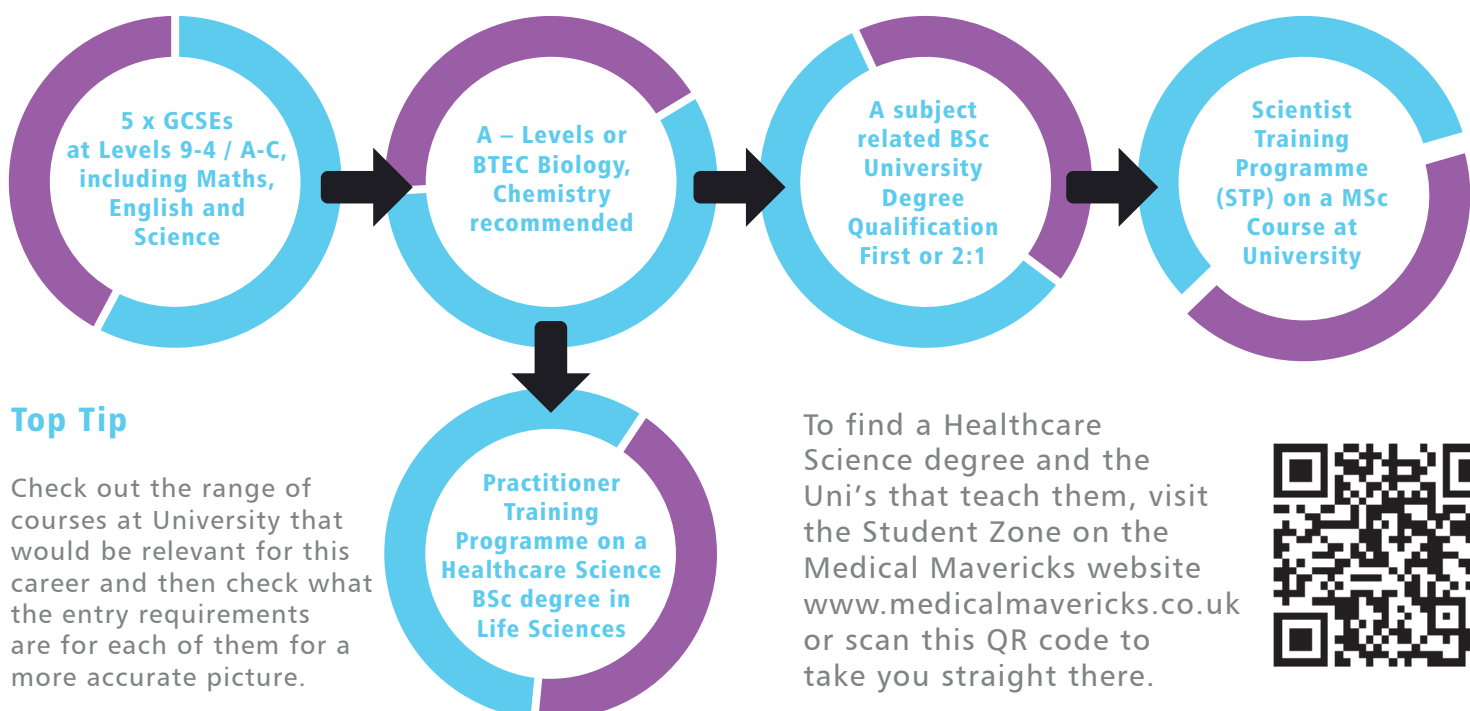 5 x GCSEs
at Levels 9-4 / A-C,
including Maths,
English and
Science
A – Levels or
BTEC Biology,
Chemistry
recommended
A subject
related BSc
University
Degree
Qualification
First or 2:1
Scientist
Training
Programme
(STP) on a MSc
Course at
University
Practitioner
Training
Programme on a
Healthcare Science
BSc degree in
Life Sciences
Top Tip
Check out the range of
courses at University that
would be relevant for this
career and then check what
the entry requirements
are for each of them for a
more accurate picture.
To find a Healthcare
Science degree and the
Uni’s that teach them, visit
the Student Zone on the
Medical Mavericks website
www.medicalmavericks.co.uk
or scan this QR code to
take you straight there.